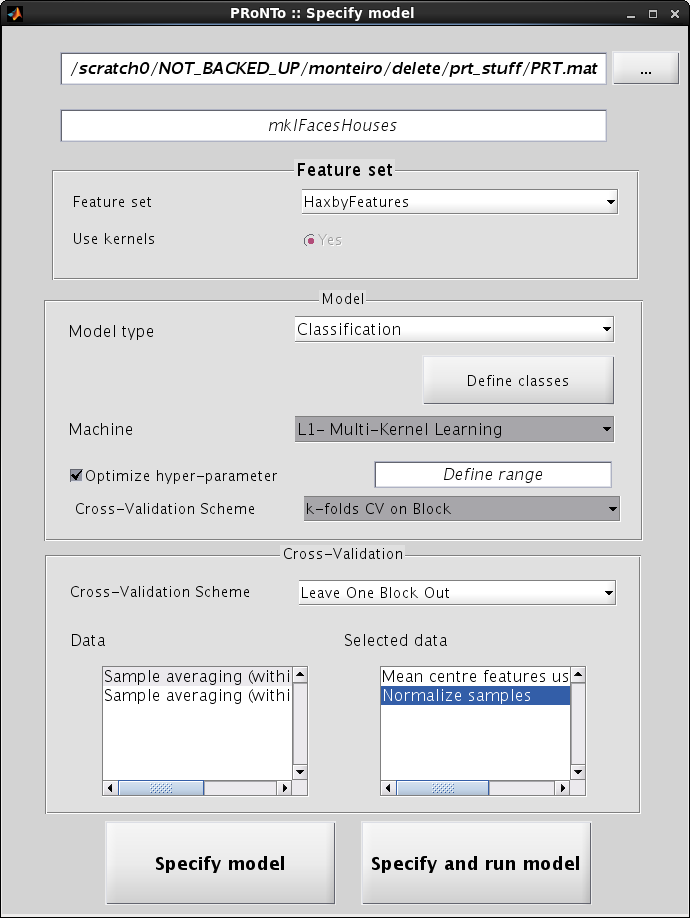 PRoNTo :: Specify model
/scratch0/NOT_BACKED_UP/monteiro/delete/prt_stuff/PRT.mat ...
mklFacesHouses
Feature set
Feature set HaxbyFeatures
Use kernels Yes
Model
Model type Classification
Define classes
Machine L1- Multi-Kernel Learning
Optimize hyper-parameter Define range
Cross-Validation Scheme k-folds CV on Block
Cross-Validation
Cross-Validation Scheme Leave One Block Out
Data Selected data
Sample averaging (withi Mean centre features us
Sample averaging (withi Normalize samples
Specify model Specify and run model